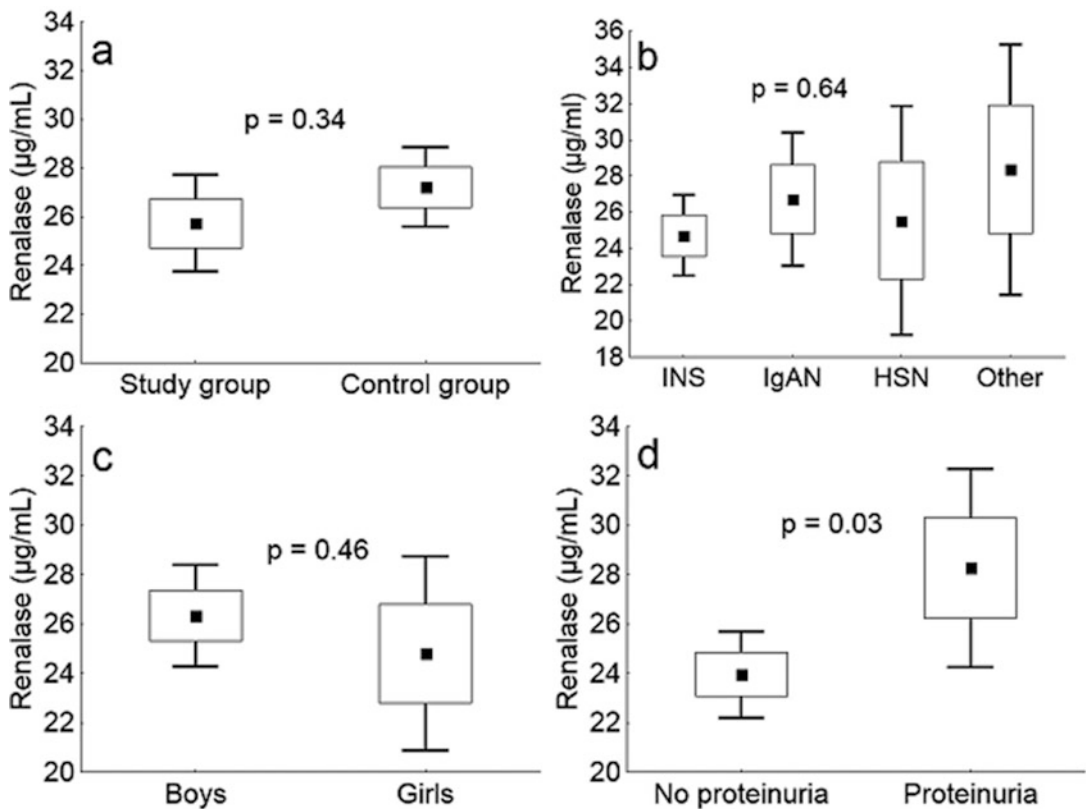 a
Renalase (µg/mL)
34
32
30
28
26
24
22
20
p = 0.34
Study group
Control group
b
Renalase (µg/ml)
36
34
32
30
28
26
24
22
20
18
p = 0.64
INS
IgAN
HSN
Other
c
Renalase (µg/mL)
34
32
30
28
26
24
22
20
p = 0.46
Boys
Girls
d
Renalase (µg/mL)
34
32
30
28
26
24
22
20
p = 0.03
No proteinuria
Proteinuria